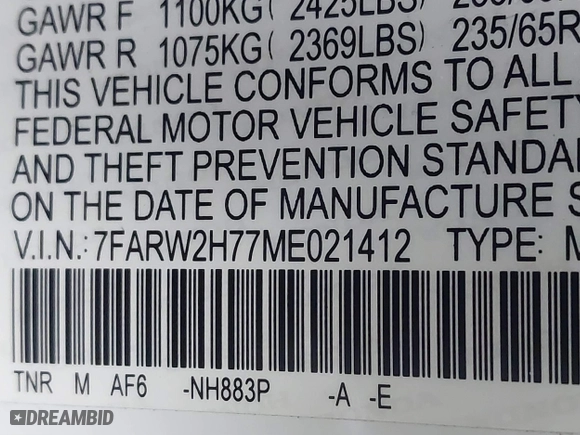 GAWR F 1100KG( 2425LBS)
GAWR R 1075KG( 2369LBS) 235/65R
THIS VEHICLE CONFORMS TO ALL
FEDERAL MOTOR VEHICLE SAFETY
AND THEFT PREVENTION STANDA
ON THE DATE OF MANUFACTURE S
V.I.N.: 7FARW2H77ME021412 TYPE: M
TNR M AF6 -NH883P -A -E
DREAMBID